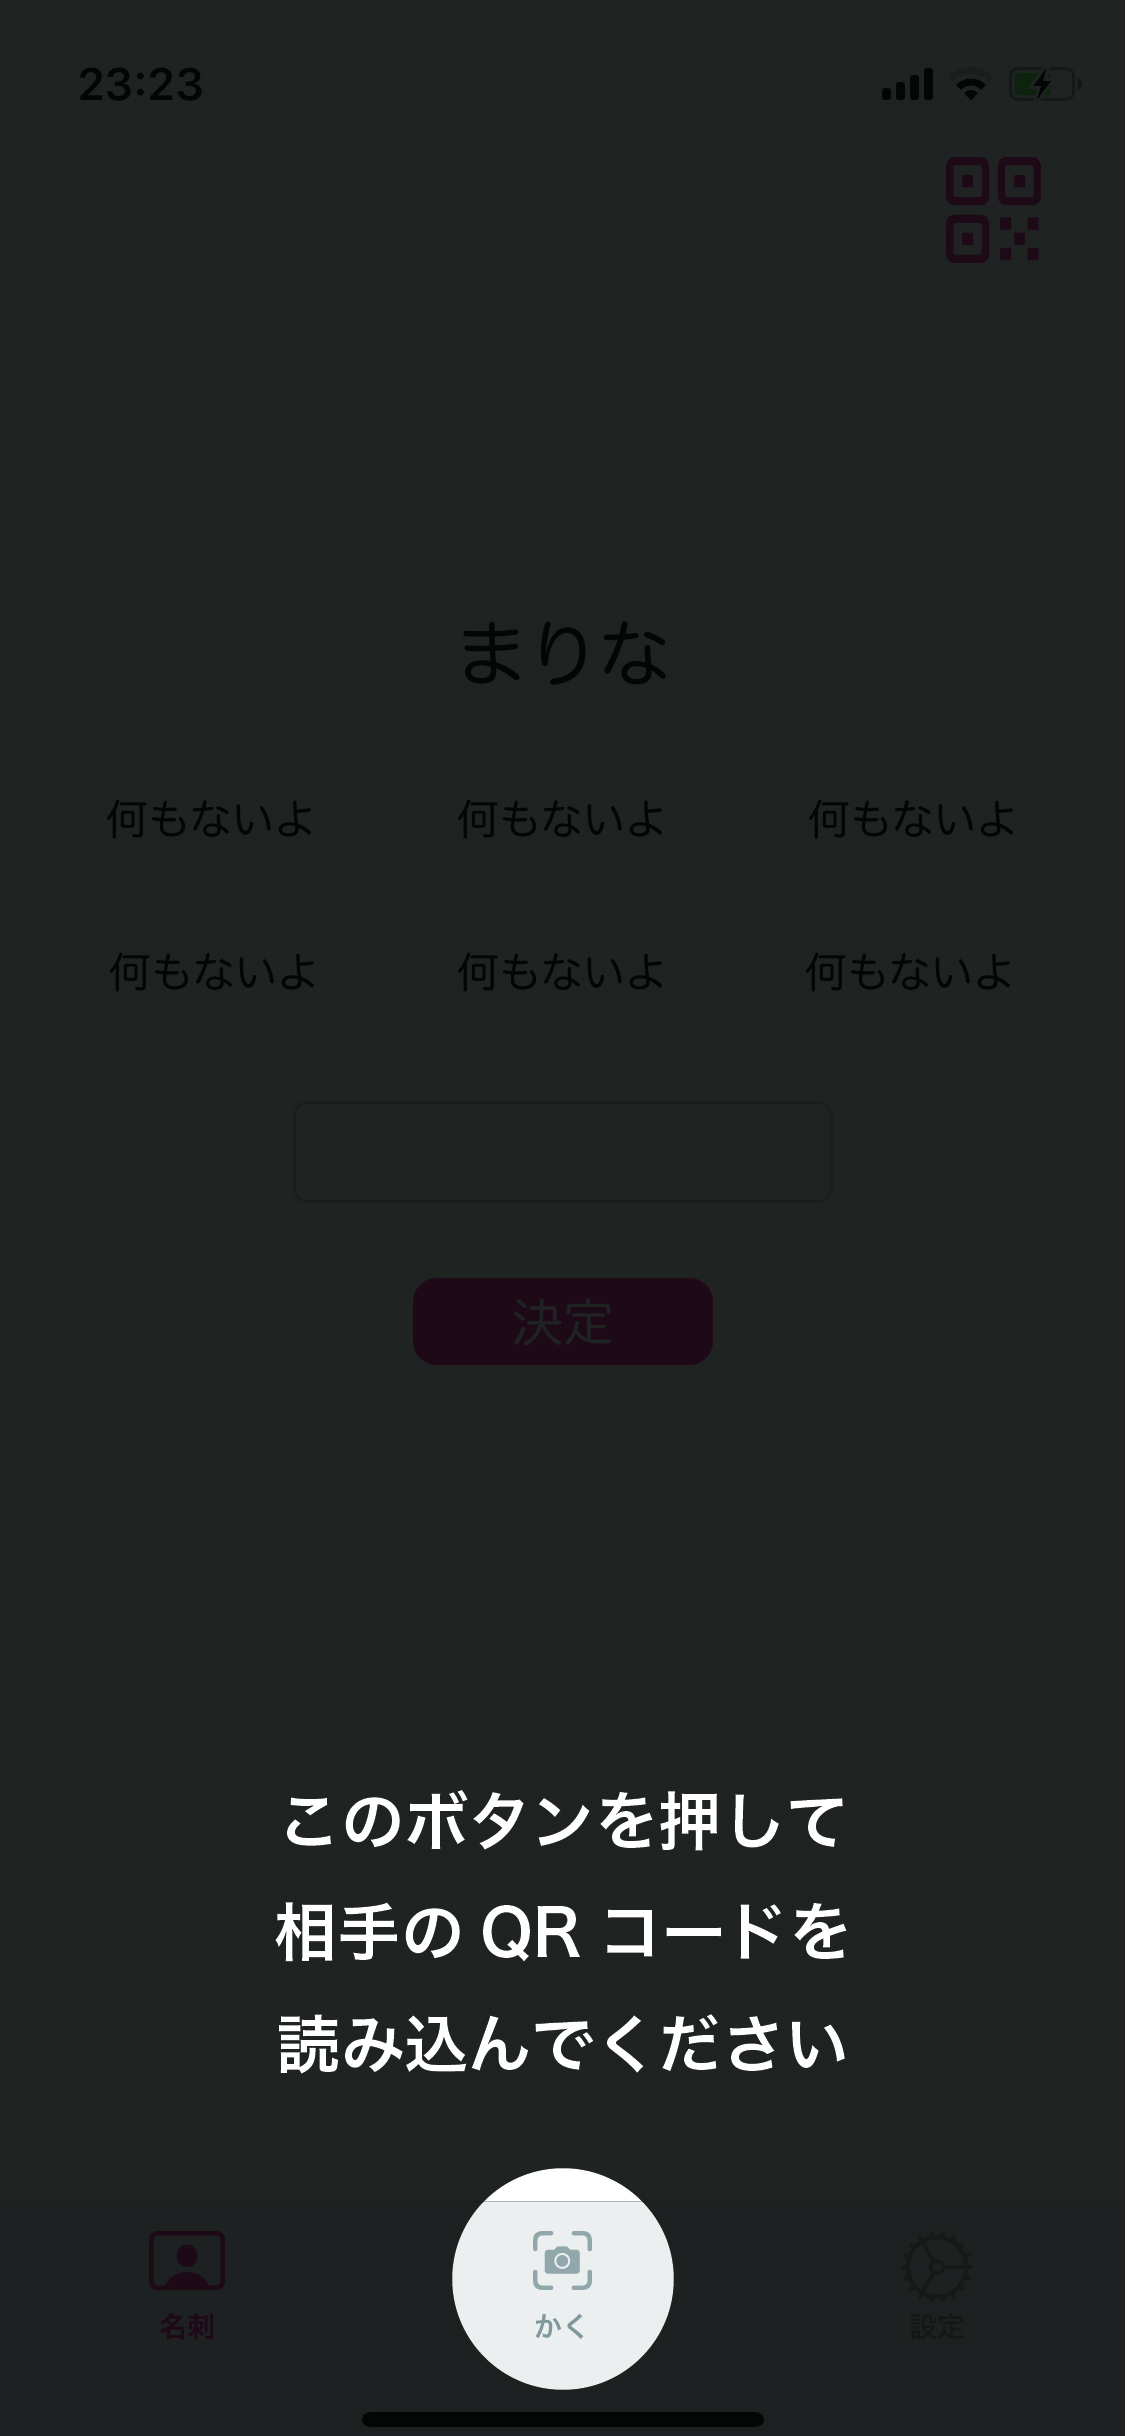 23:23
まりな
何もないよ 何もないよ 何もないよ
何もないよ 何もないよ 何もないよ
決定
このボタンを押して
相手の QR コードを
読み込んでください
名刺 かく 設定